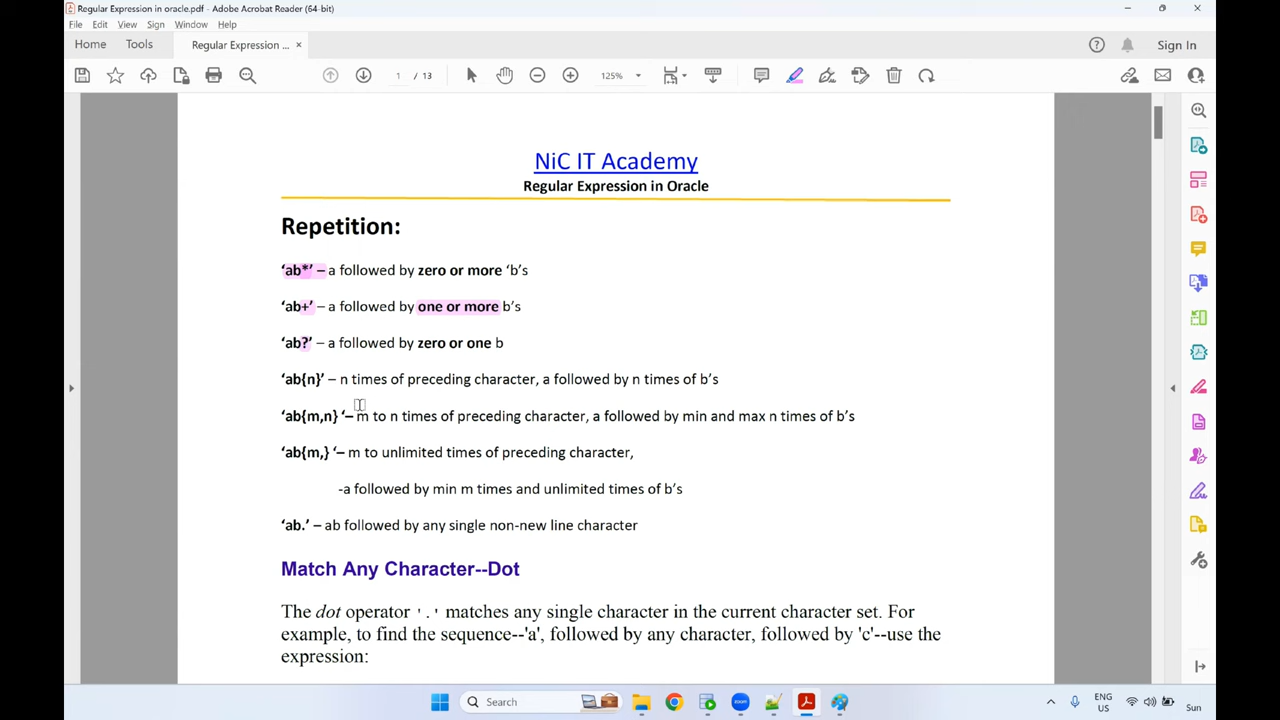 Regular Expression in oracle.pdf - Adobe Acrobat Reader (64-bit)
File Edit View Sign Window Help
Home Tools Regular Expression ... ×
Sign In
1 / 13 125%
NiC IT Academy
Regular Expression in Oracle
Repetition:
‘ab*’ – a followed by zero or more ‘b’s
‘ab+’ – a followed by one or more b’s
‘ab?’ – a followed by zero or one b
‘ab{n}’ – n times of preceding character, a followed by n times of b’s
‘ab{m,n} ‘– m to n times of preceding character, a followed by min and max n times of b’s
‘ab{m,} ‘– m to unlimited times of preceding character,
-a followed by min m times and unlimited times of b’s
‘ab.’ – ab followed by any single non-new line character
Match Any Character--Dot
The dot operator '.' matches any single character in the current character set. For
example, to find the sequence--'a', followed by any character, followed by 'c'--use the
expression:
Search
ENG
US
Sun